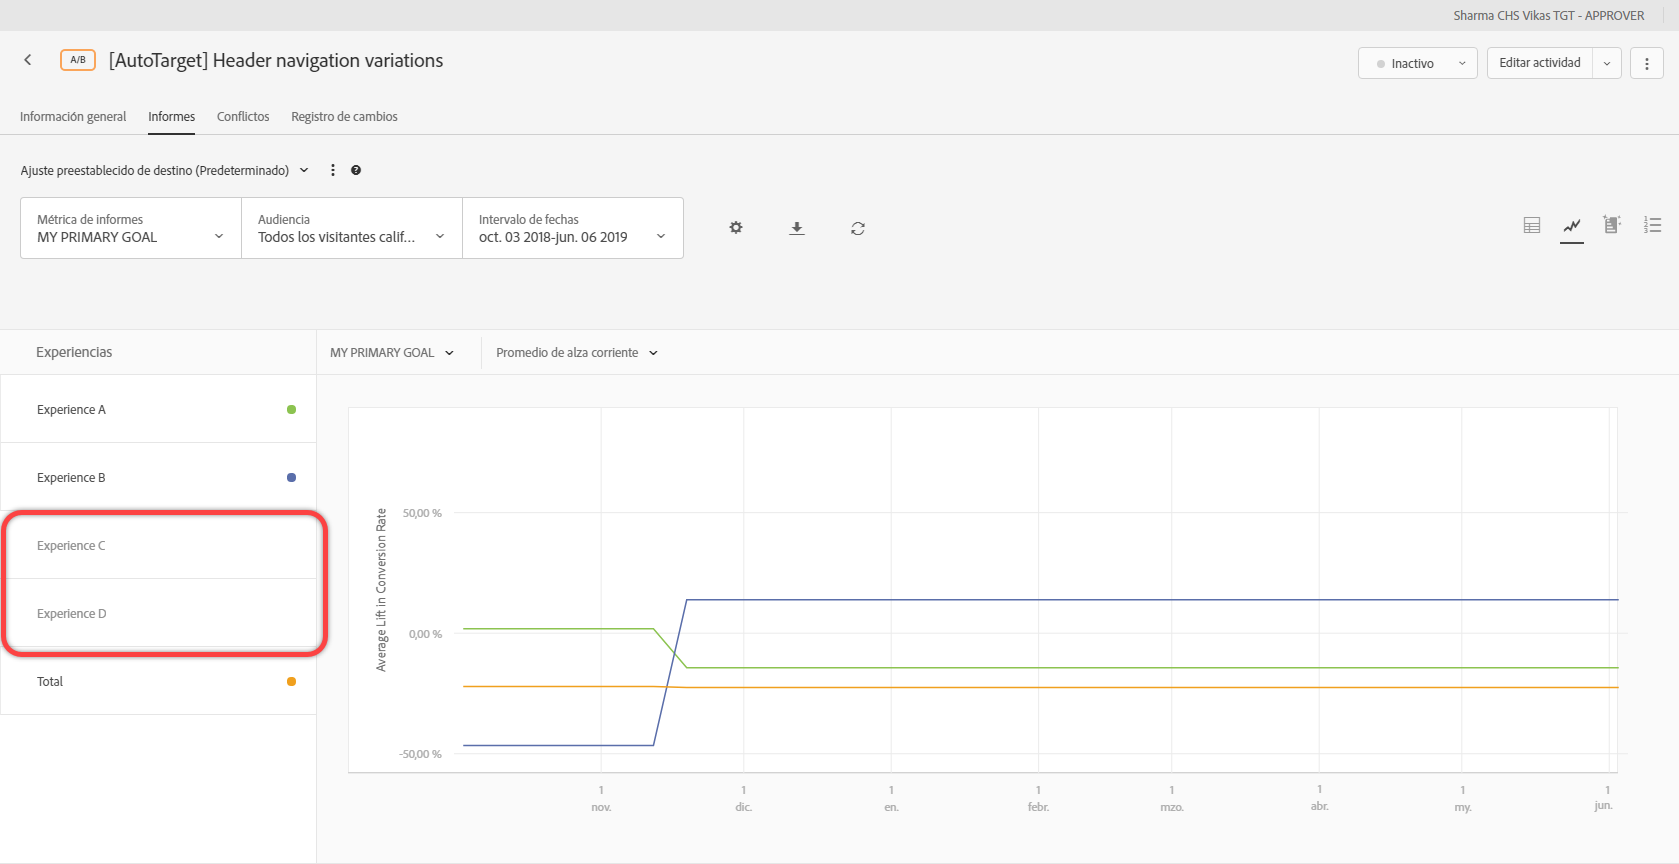 Sharma CHS Vikas TGT - APPROVER
A/B
[AutoTarget] Header navigation variations
Inactivo
Editar actividad
Información general
Informes
Conflictos
Registro de cambios
Ajuste preestablecido de destino (Predeterminado)
Métrica de informes
MY PRIMARY GOAL
Audiencia
Todos los visitantes calif...
Intervalo de fechas
oct. 03 2018-jun. 06 2019
Experiencias
MY PRIMARY GOAL
Promedio de alza corriente
Experience A
Experience B
Experience C
Experience D
Total
Average Lift in Conversion Rate
50,00 %
0,00 %
-50,00 %
1
nov.
1
dic.
1
en.
1
febr.
1
mzo.
1
abr.
1
my.
1
jun.